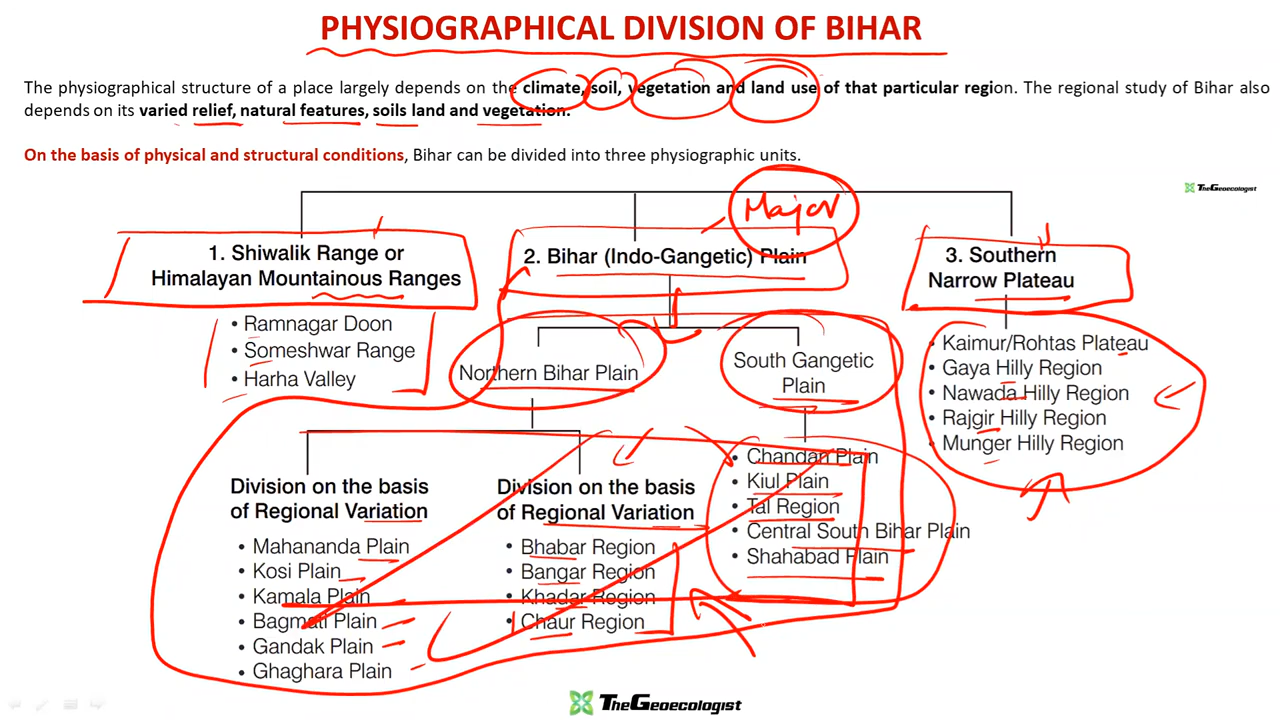 PHYSIOGRAPHICAL DIVISION OF BIHAR
The physiographical structure of a place largely depends on the climate, soil, vegetation and land use of that particular region. The regional study of Bihar also
depends on its varied relief, natural features, soils land and vegetation.
On the basis of physical and structural conditions, Bihar can be divided into three physiographic units.
TheGeoecologist
Major
1. Shiwalik Range or
Himalayan Mountainous Ranges
• Ramnagar Doon
• Someshwar Range
• Harha Valley
2. Bihar (Indo-Gangetic) Plain
Northern Bihar Plain
Division on the basis
of Regional Variation
• Mahananda Plain
• Kosi Plain
• Kamala Plain
• Bagmati Plain
• Gandak Plain
• Ghaghara Plain
Division on the basis
of Regional Variation
• Bhabar Region
• Bangar Region
• Khadar Region
• Chaur Region
South Gangetic
Plain
• Chandan Plain
• Kiul Plain
• Tal Region
• Central South Bihar Plain
• Shahabad Plain
3. Southern
Narrow Plateau
• Kaimur/Rohtas Plateau
• Gaya Hilly Region
• Nawada Hilly Region
• Rajgir Hilly Region
• Munger Hilly Region
TheGeoecologist